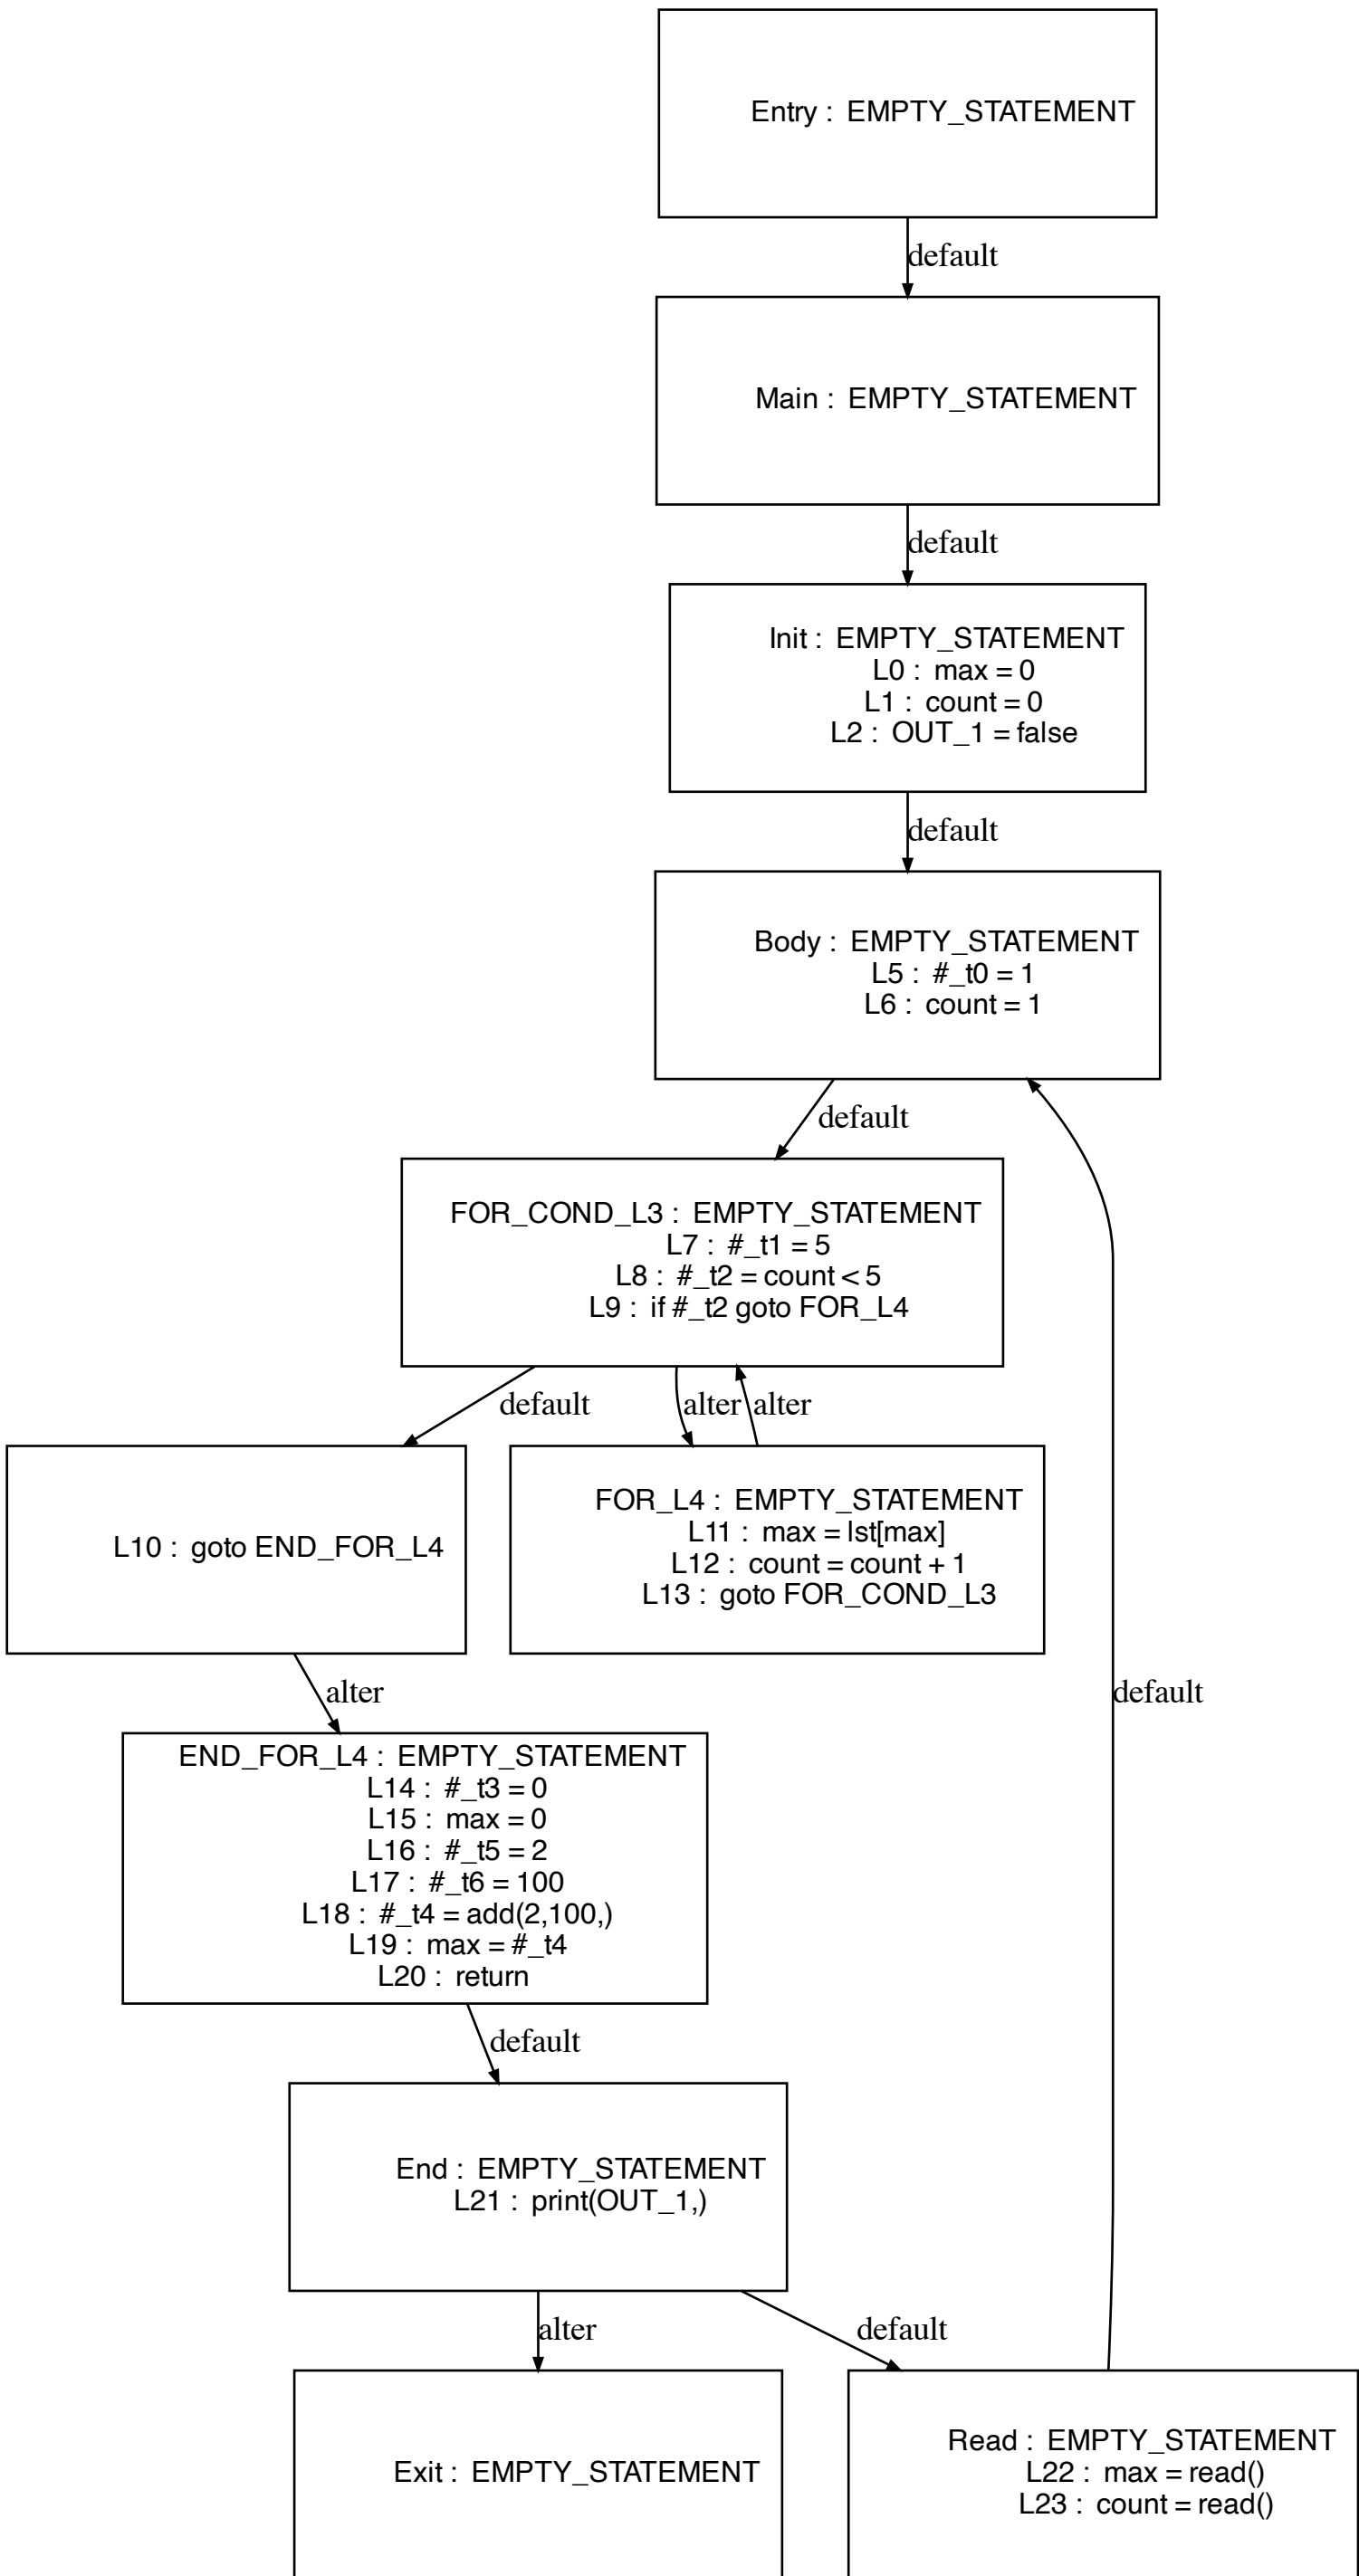 Entry : EMPTY_STATEMENT
default
Main : EMPTY_STATEMENT
default
Init : EMPTY_STATEMENT
L0 : max = 0
L1 : count = 0
L2 : OUT_1 = false
default
Body : EMPTY_STATEMENT
L5 : #_t0 = 1
L6 : count = 1
default
FOR_COND_L3 : EMPTY_STATEMENT
L7 : #_t1 = 5
L8 : #_t2 = count < 5
L9 : if #_t2 goto FOR_L4
default
alter
alter
L10 : goto END_FOR_L4
FOR_L4 : EMPTY_STATEMENT
L11 : max = lst[max]
L12 : count = count + 1
L13 : goto FOR_COND_L3
alter
default
END_FOR_L4 : EMPTY_STATEMENT
L14 : #_t3 = 0
L15 : max = 0
L16 : #_t5 = 2
L17 : #_t6 = 100
L18 : #_t4 = add(2,100,)
L19 : max = #_t4
L20 : return
default
End : EMPTY_STATEMENT
L21 : print(OUT_1,)
alter
default
Exit : EMPTY_STATEMENT
Read : EMPTY_STATEMENT
L22 : max = read()
L23 : count = read()